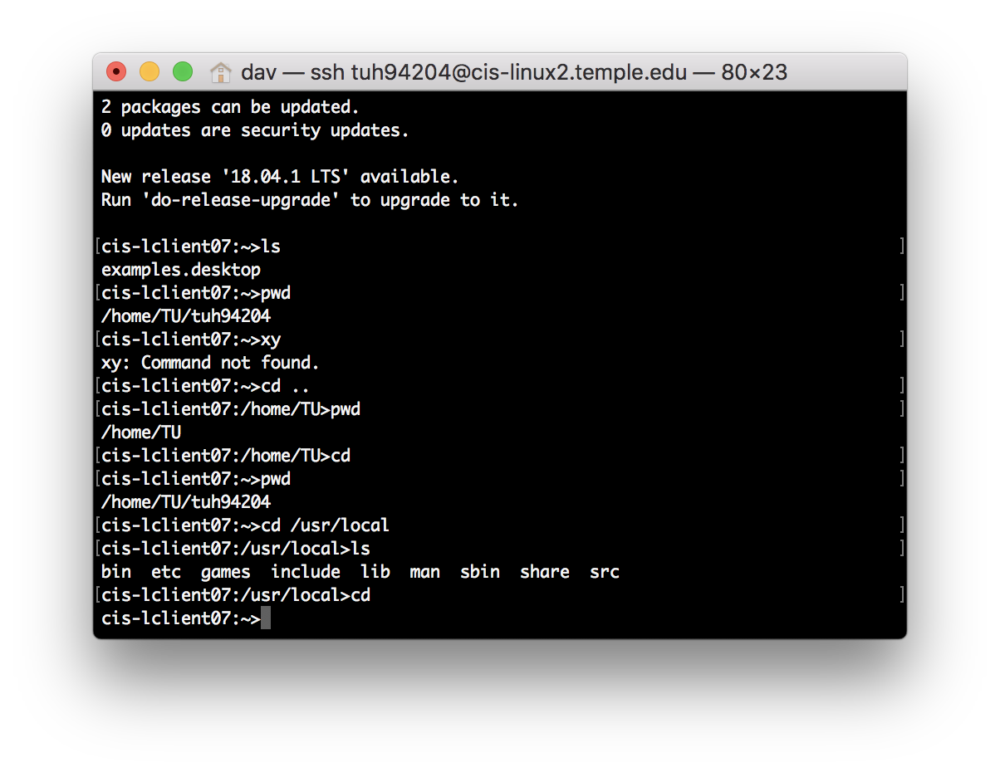 dav — ssh tuh94204@cis-linux2.temple.edu — 80×23
2 packages can be updated.
0 updates are security updates.
New release '18.04.1 LTS' available.
Run 'do-release-upgrade' to upgrade to it.
[cis-lclient07:~>ls ]
examples.desktop
[cis-lclient07:~>pwd ]
/home/TU/tuh94204
[cis-lclient07:~>xy ]
xy: Command not found.
[cis-lclient07:~>cd .. ]
[cis-lclient07:/home/TU>pwd ]
/home/TU
[cis-lclient07:/home/TU>cd ]
[cis-lclient07:~>pwd ]
/home/TU/tuh94204
[cis-lclient07:~>cd /usr/local ]
[cis-lclient07:/usr/local>ls ]
bin  etc  games  include  lib  man  sbin  share  src
[cis-lclient07:/usr/local>cd ]
cis-lclient07:~>